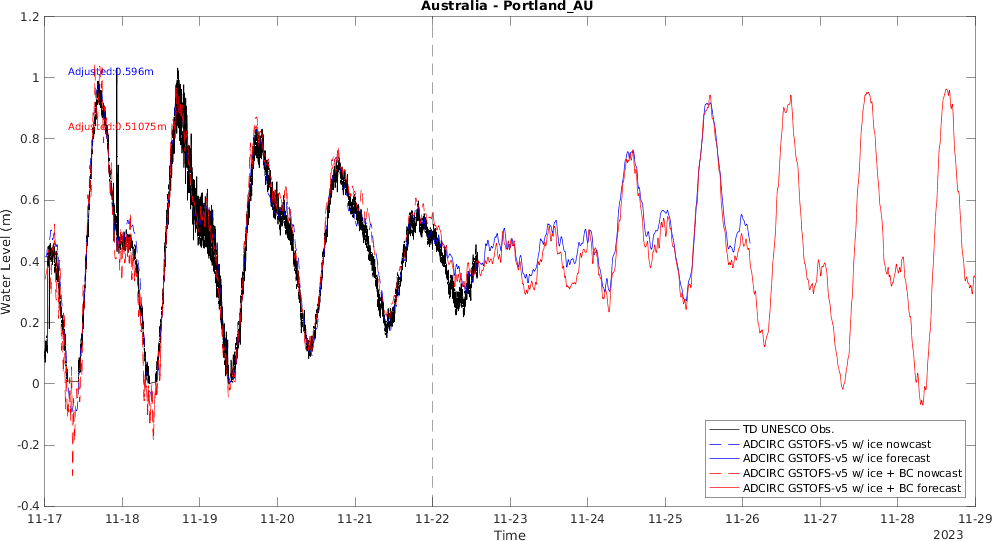 Australia - Portland_AU
1.2
1
0.8
0.6
0.4
0.2
0
-0.2
-0.4
Water Level (m)
Adjusted:0.596m
Adjusted:0.51075m
TD UNESCO Obs.
ADCIRC GSTOFS-v5 w/ ice nowcast
ADCIRC GSTOFS-v5 w/ ice forecast
ADCIRC GSTOFS-v5 w/ ice + BC nowcast
ADCIRC GSTOFS-v5 w/ ice + BC forecast
11-17 11-18 11-19 11-20 11-21 11-22 11-23 11-24 11-25 11-26 11-27 11-28 11-29
Time
2023